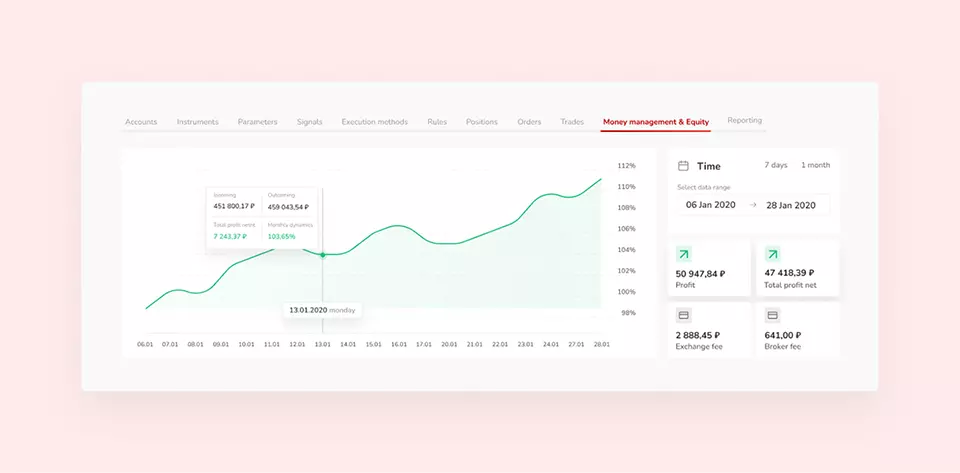 Accounts Instruments Parameters Signals Execution methods Rules Positions Orders Trades Money management & Equity Reporting
Incoming Outcoming
451 800,17 ₽ 459 043,54 ₽
Total profit netto Monthly dynamics
7 243,37 ₽ 103,65%
13.01.2020 monday
112%
110%
108%
106%
104%
102%
100%
98%
06.01 07.01 08.01 09.01 10.01 11.01 12.01 13.01 14.01 15.01 16.01 17.01 20.01 21.01 22.01 23.01 24.01 27.01 28.01
Time 7 days 1 month
Select data range
06 Jan 2020 → 28 Jan 2020
50 947,84 ₽
Profit
47 418,39 ₽
Total profit net
2 888,45 ₽
Exchange fee
641,00 ₽
Broker fee